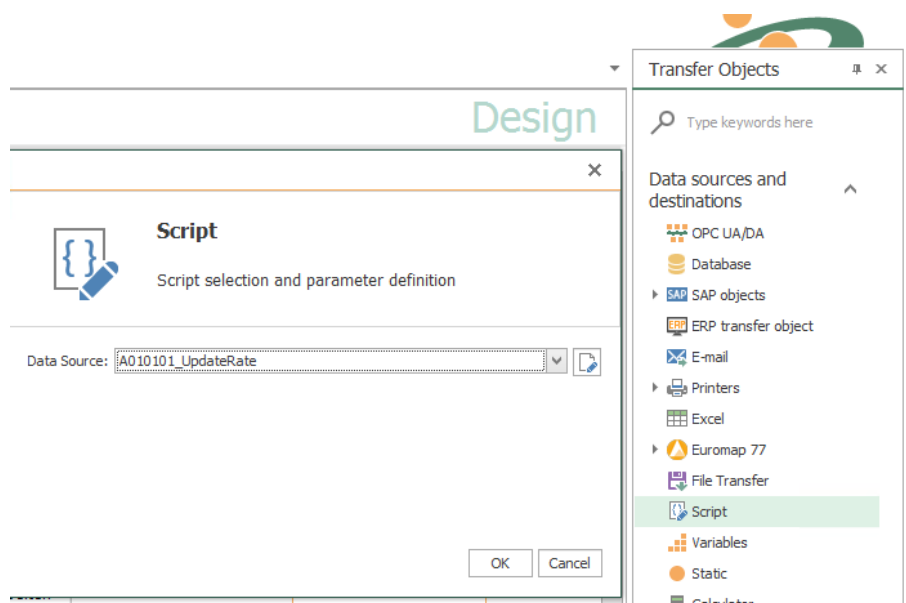 Transfer Objects
Design
Type keywords here
Data sources and
destinations
Script
Script selection and parameter definition
Data Source: A010101_UpdateRate
OK Cancel
OPC UA/DA
Database
SAP SAP objects
ERP ERP transfer object
E-mail
Printers
Excel
Euromap 77
File Transfer
Script
Variables
Static